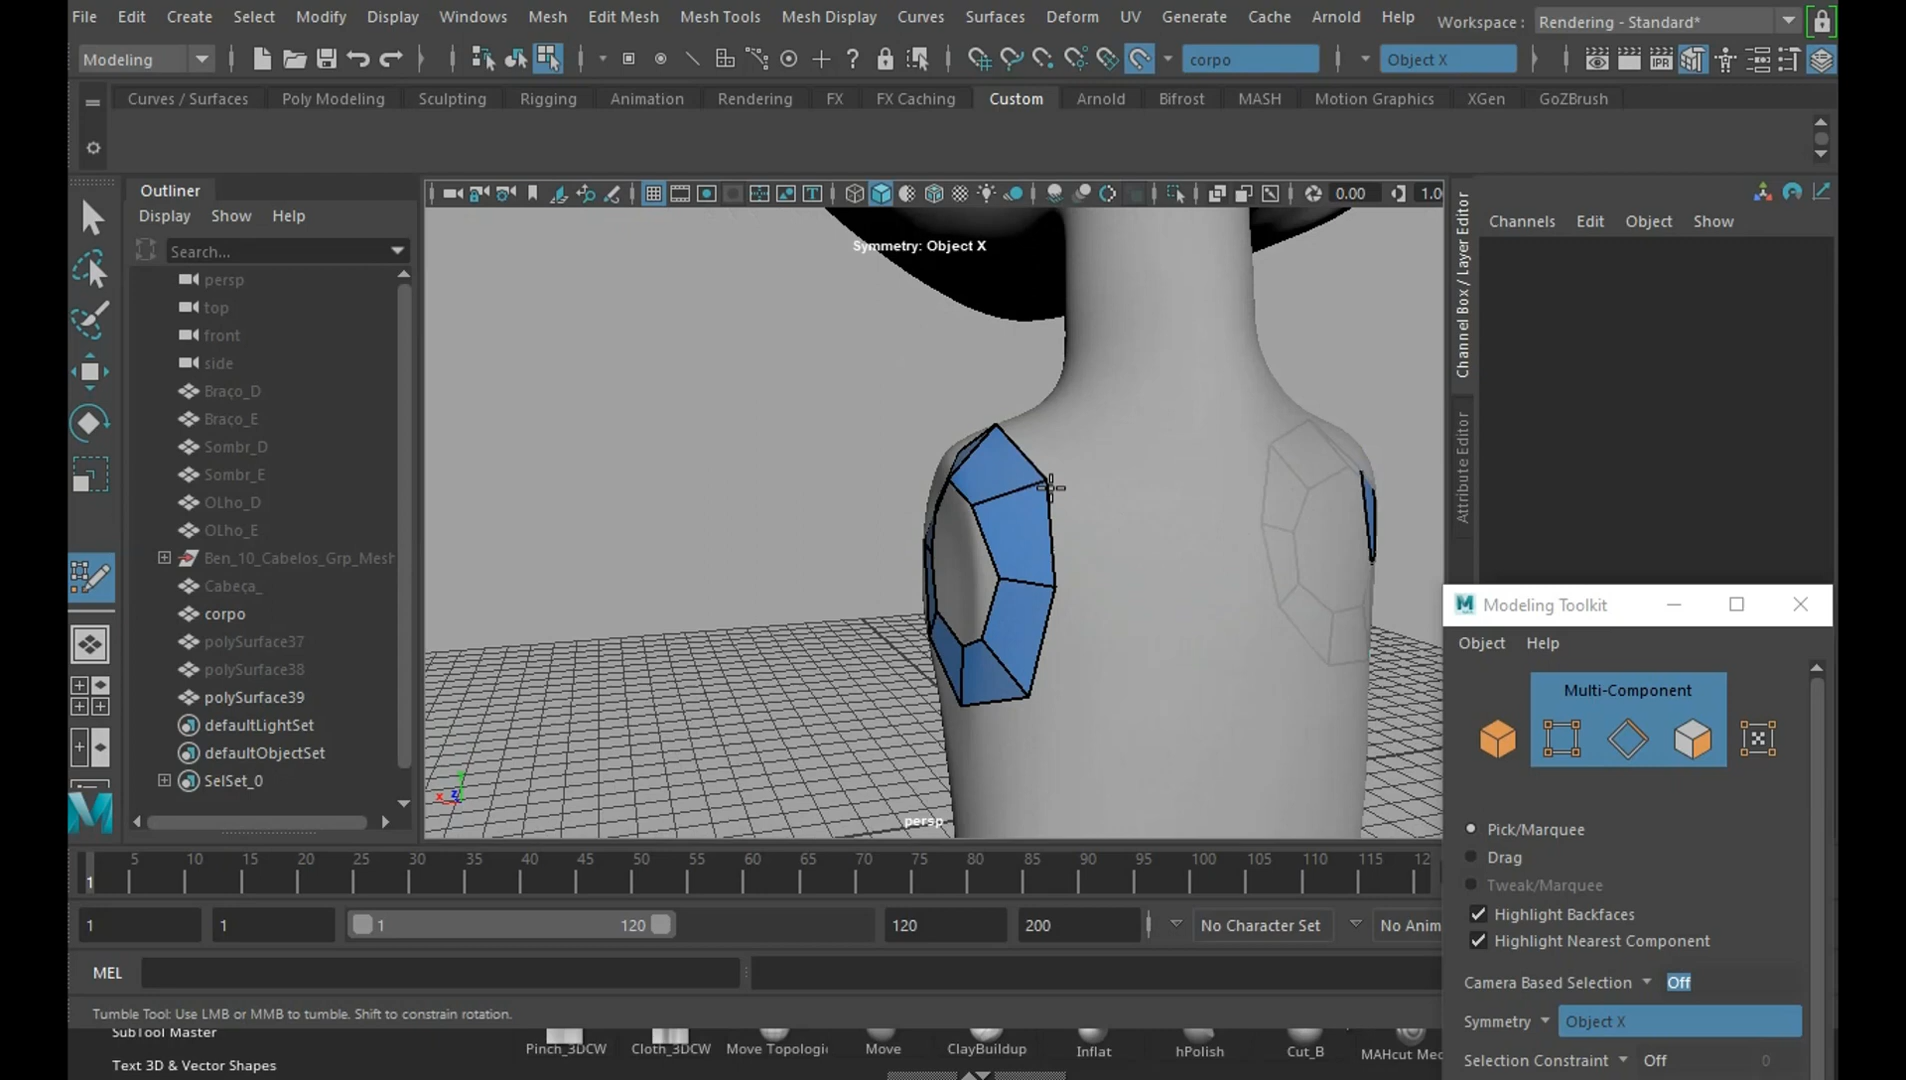 File Edit Create Select Modify Display Windows Mesh Edit Mesh Mesh Tools Mesh Display Curves Surfaces Deform UV Generate Cache Arnold Help Workspace : Rendering - Standard*
Modeling corpo Object X
Curves / Surfaces Poly Modeling Sculpting Rigging Animation Rendering FX FX Caching Custom Arnold Bifrost MASH Motion Graphics XGen GoZBrush
Outliner
Display Show Help
Search...
persp
top
front
side
Braço_D
Braço_E
Sombr_D
Sombr_E
OLho_D
OLho_E
Ben_10_Cabelos_Grp_Mesh
Cabeça_
corpo
polySurface37
polySurface38
polySurface39
defaultLightSet
defaultObjectSet
SelSet_0
0.00 1.0
Symmetry: Object X
persp
y
x
z
Channel Box / Layer Editor
Attribute Editor
Channels Edit Object Show
Modeling Toolkit
Object Help
Multi-Component
Pick/Marquee
Drag
Tweak/Marquee
Highlight Backfaces
Highlight Nearest Component
Camera Based Selection Off
Symmetry Object X
Selection Constraint Off 0
5 10 15 20 25 30 35 40 45 50 55 60 65 70 75 80 85 90 95 100 105 110 115 12
1
1 1 1 120 120 200 No Character Set No Anim
MEL
Tumble Tool: Use LMB or MMB to tumble. Shift to constrain rotation.
SubTool Master
Text 3D & Vector Shapes
Pinch_3DCW Cloth_3DCW Move Topologi Move ClayBuildup Inflat hPolish Cut_B MAHcut Mec